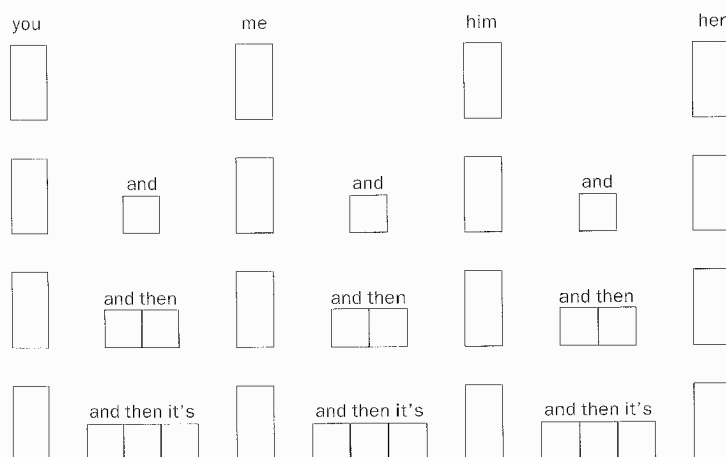 you me him her
and and and
and then and then and then
and then it's and then it's and then it's